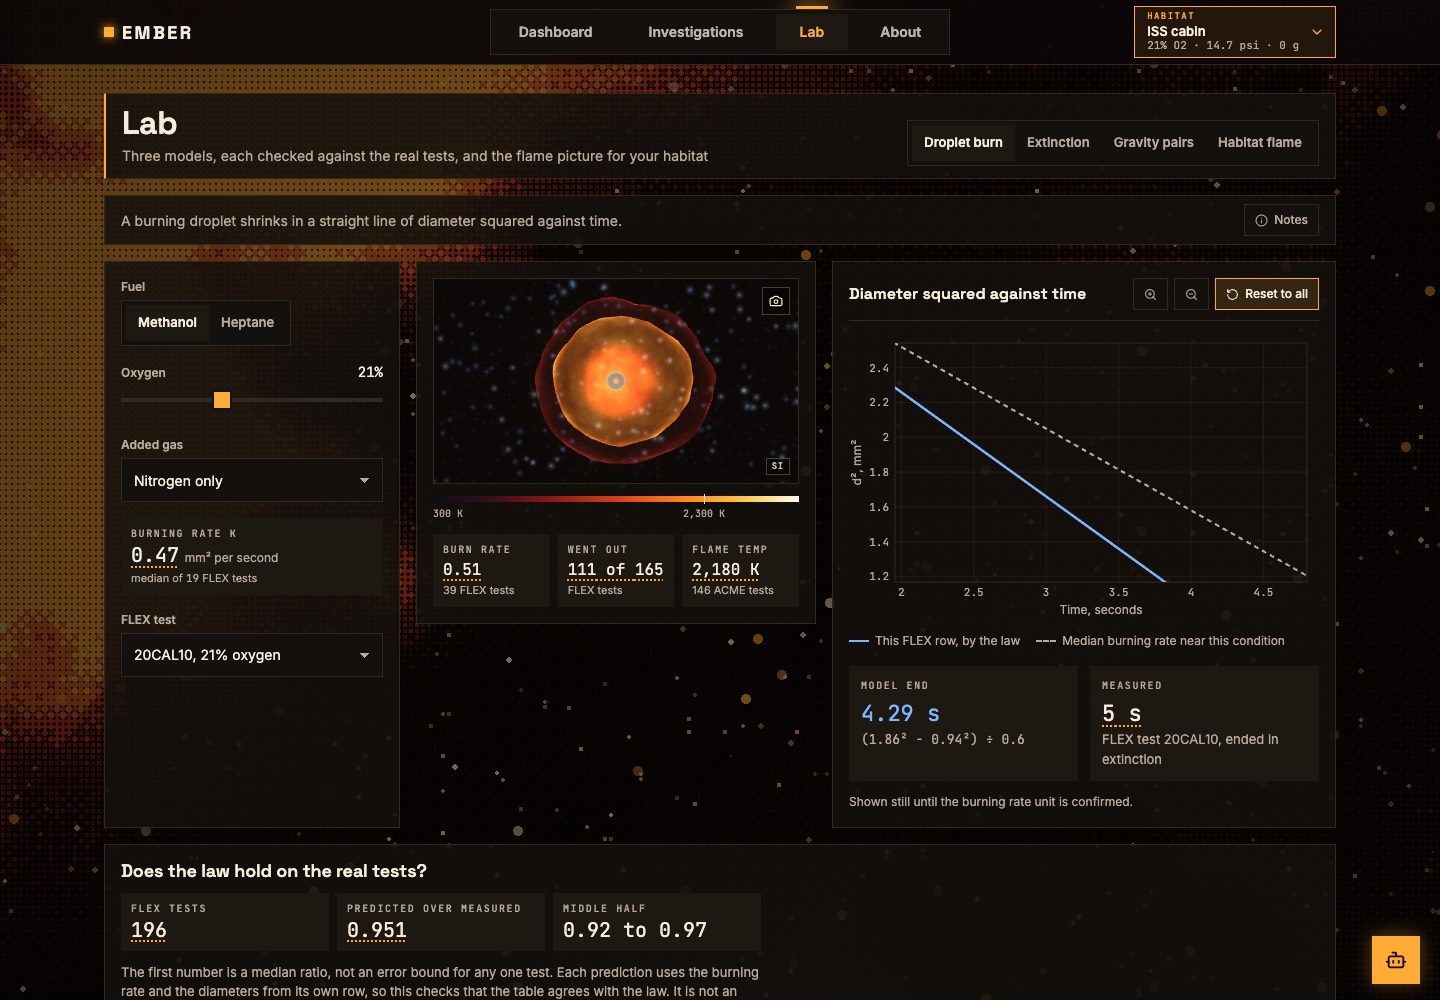 EMBER
Dashboard
Investigations
Lab
About
HABITAT
ISS cabin
21% O2 · 14.7 psi · 0 g
Lab
Three models, each checked against the real tests, and the flame picture for your habitat
Droplet burn
Extinction
Gravity pairs
Habitat flame
A burning droplet shrinks in a straight line of diameter squared against time.
Notes
Fuel
Methanol
Heptane
Oxygen
21%
Added gas
Nitrogen only
BURNING RATE K
0.47 mm² per second
median of 19 FLEX tests
FLEX test
20CAL10, 21% oxygen
SI
300 K
2,300 K
BURN RATE
0.51
39 FLEX tests
WENT OUT
111 of 165
FLEX tests
FLAME TEMP
2,180 K
146 ACME tests
Diameter squared against time
Reset to all
d², mm²
2.4
2.2
2
1.8
1.6
1.4
1.2
2
2.5
3
3.5
4
4.5
Time, seconds
This FLEX row, by the law
Median burning rate near this condition
MODEL END
4.29 s
(1.86² - 0.94²) ÷ 0.6
MEASURED
5 s
FLEX test 20CAL10, ended in
extinction
Shown still until the burning rate unit is confirmed.
Does the law hold on the real tests?
FLEX TESTS
196
PREDICTED OVER MEASURED
0.951
MIDDLE HALF
0.92 to 0.97
The first number is a median ratio, not an error bound for any one test. Each prediction uses the burning
rate and the diameters from its own row, so this checks that the table agrees with the law. It is not an